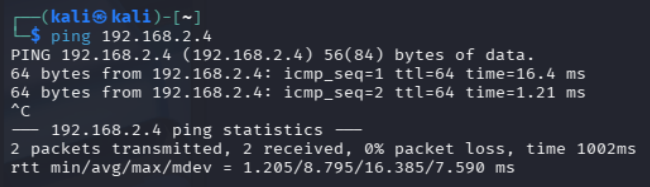 ┌──(kali㉿kali)-[~]
└─$ ping 192.168.2.4
PING 192.168.2.4 (192.168.2.4) 56(84) bytes of data.
64 bytes from 192.168.2.4: icmp_seq=1 ttl=64 time=16.4 ms
64 bytes from 192.168.2.4: icmp_seq=2 ttl=64 time=1.21 ms
^C
--- 192.168.2.4 ping statistics ---
2 packets transmitted, 2 received, 0% packet loss, time 1002ms
rtt min/avg/max/mdev = 1.205/8.795/16.385/7.590 ms